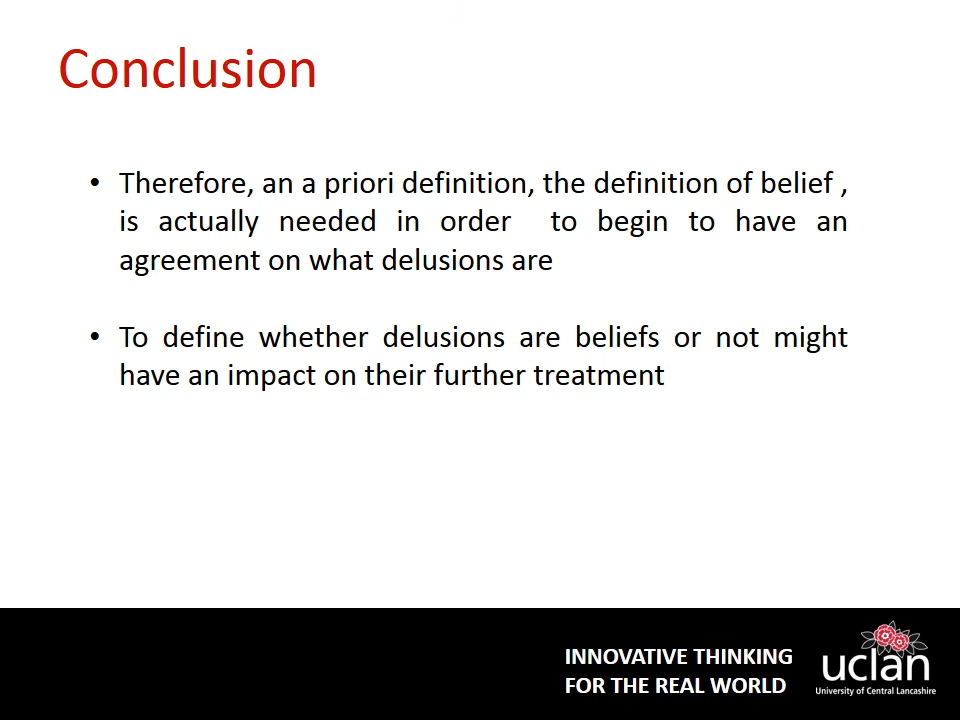 Conclusion
• Therefore, an a priori definition, the definition of belief ,
is actually needed in order  to begin to have an
agreement on what delusions are
• To define whether delusions are beliefs or not might
have an impact on their further treatment
INNOVATIVE THINKING
FOR THE REAL WORLD
uclan
University of Central Lancashire